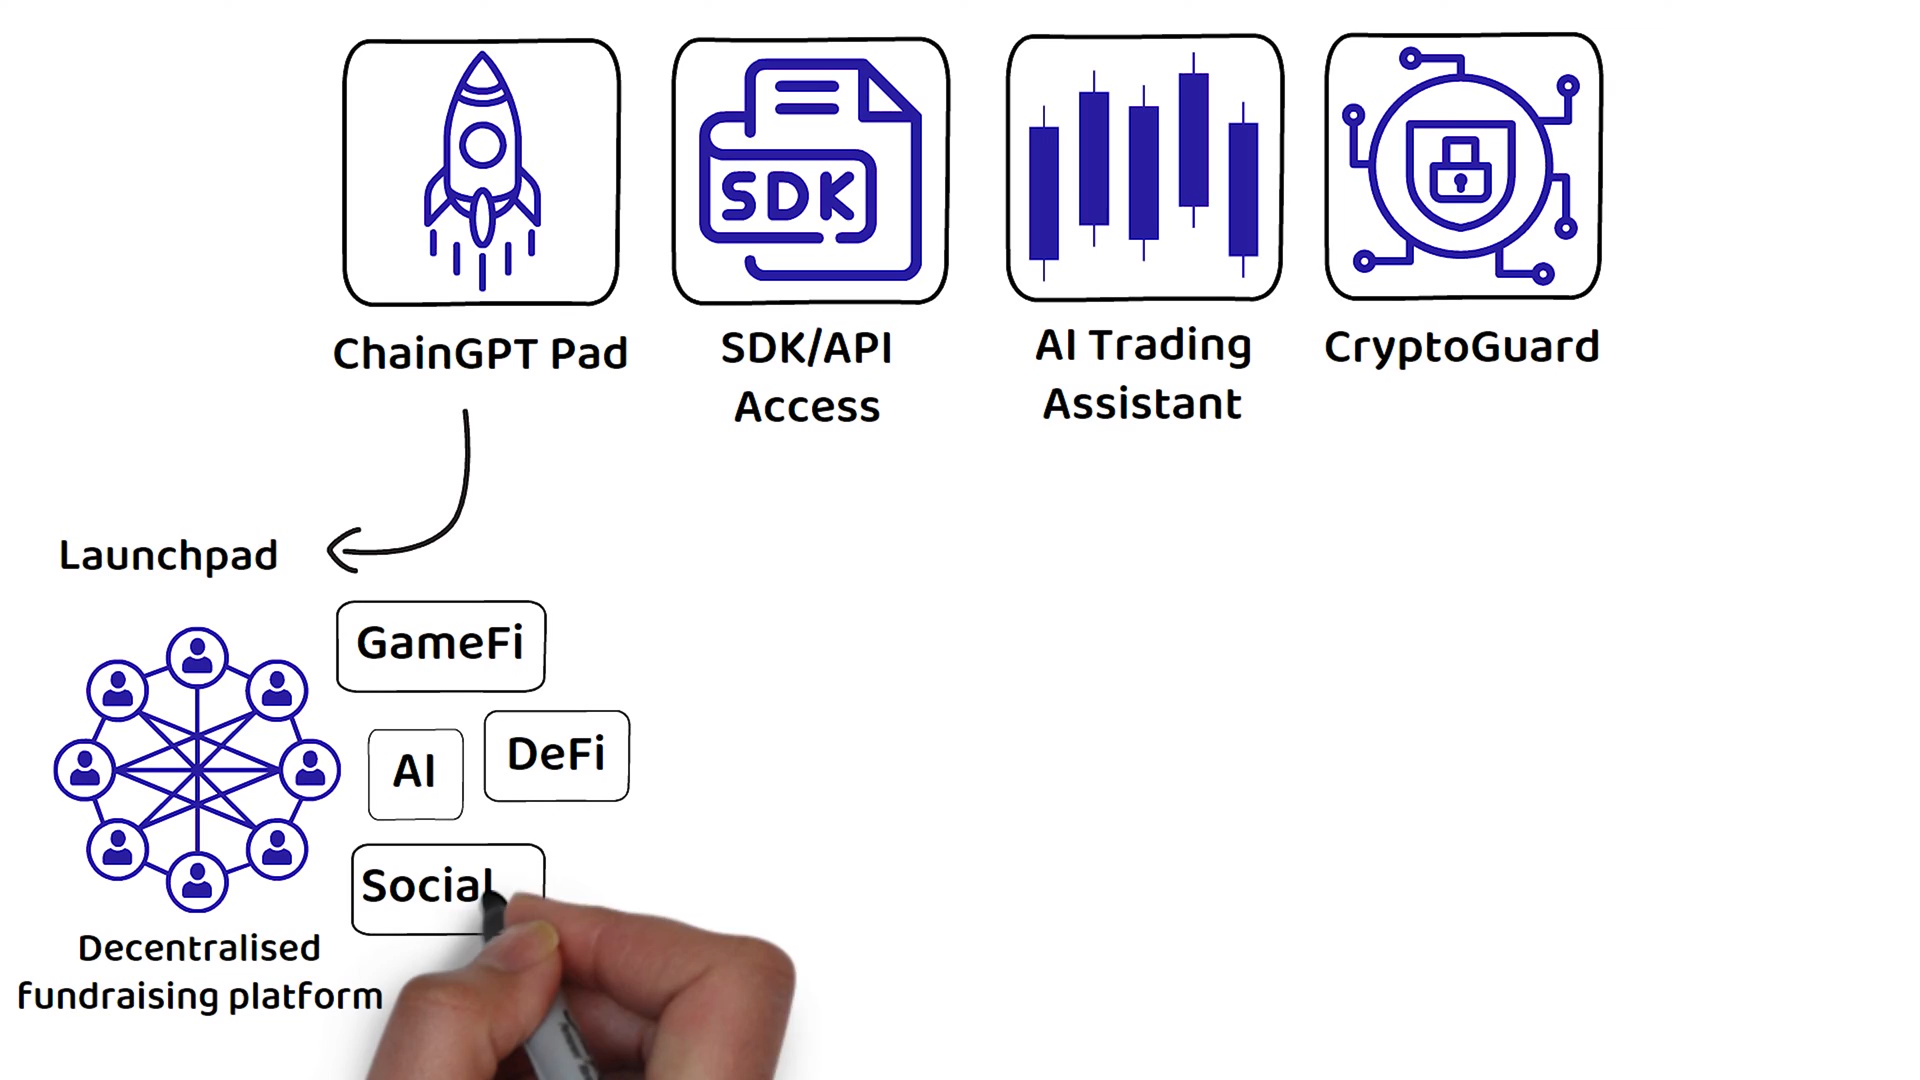 SDK
ChainGPT Pad
SDK/API
Access
AI Trading
Assistant
CryptoGuard
Launchpad
GameFi
AI
DeFi
Social
Decentralised
fundraising platform